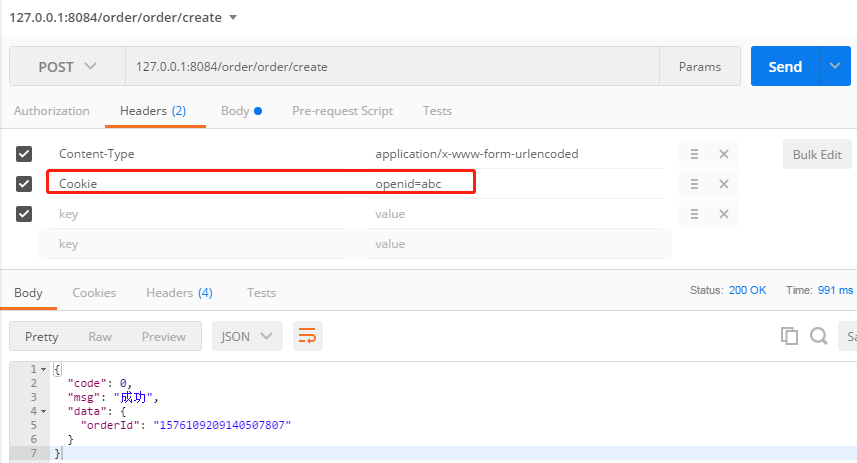 127.0.0.1:8084/order/order/create
POST 127.0.0.1:8084/order/order/create Params Send
Authorization Headers (2) Body Pre-request Script Tests
Content-Type application/x-www-form-urlencoded Bulk Edit
Cookie openid=abc
key value
key value
Body Cookies Headers (4) Tests Status: 200 OK Time: 991 ms
Pretty Raw Preview JSON Sa
1 {
2 "code": 0,
3 "msg": "成功",
4 "data": {
5 "orderId": "1576109209140507807"
6 }
7 }